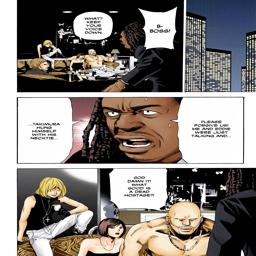 B-
BOSS!
WHAT?
KEEP
YOUR
VOICE
DOWN.
PLEASE
FORGIVE US!
ME AND EDDIE
WERE JUST
TALKING AND...
...TAKIMURA
HUNG
HIMSELF
WITH HIS
NECKTIE...
GOD
DAMN IT!
WHAT
GOOD IS
A DEAD
HOSTAGE?